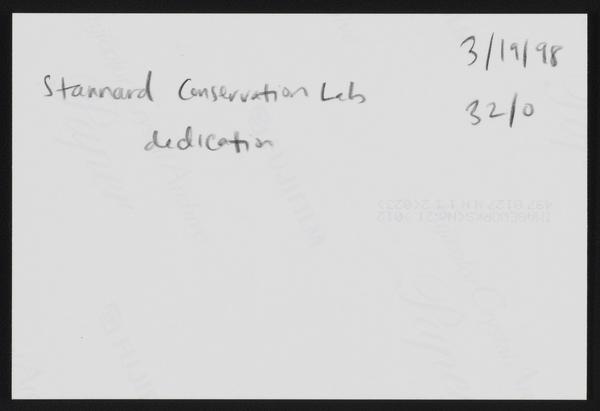 3/19/98
Stannard Conservation Lab
32/0
dedication